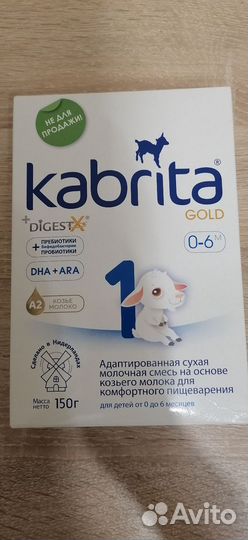 НЕ ДЛЯ
ПРОДАЖИ!
kabrita®
GOLD
+DIGESTX®
0-6 М
+ ПРЕБИОТИКИ
бифидобактерии
ПРОБИОТИКИ
DHA + ARA
A2 КОЗЬЕ
МОЛОКО
1
Сделано в Нидерландах
Адаптированная сухая
молочная смесь на основе
козьего молока для
комфортного пищеварения
для детей от 0 до 6 месяцев
Масса
нетто 150г
Avito